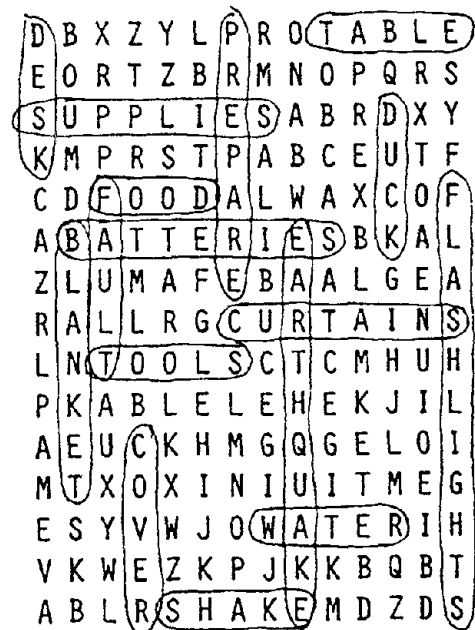 D B X Z Y L P R O T A B L E
E O R T Z B R M N O P Q R S
S U P P L I E S A B R D X Y
K M P R S T P A B C E U T F
C D F O O D A L W A X C O F
A B A T T E R I E S B K A L
Z L U M A F E B A A L G E A
R A L L R G C U R T A I N S
L N T O O L S C T C M H U H
P K A B L E L E H E K J I L
A E U C K H M G Q G E L O I
M T X O X I N I U I T M E G
E S Y V W J O W A T E R I H
V K W E Z K P J K K B Q B T
A B L R S H A K E M D Z D S